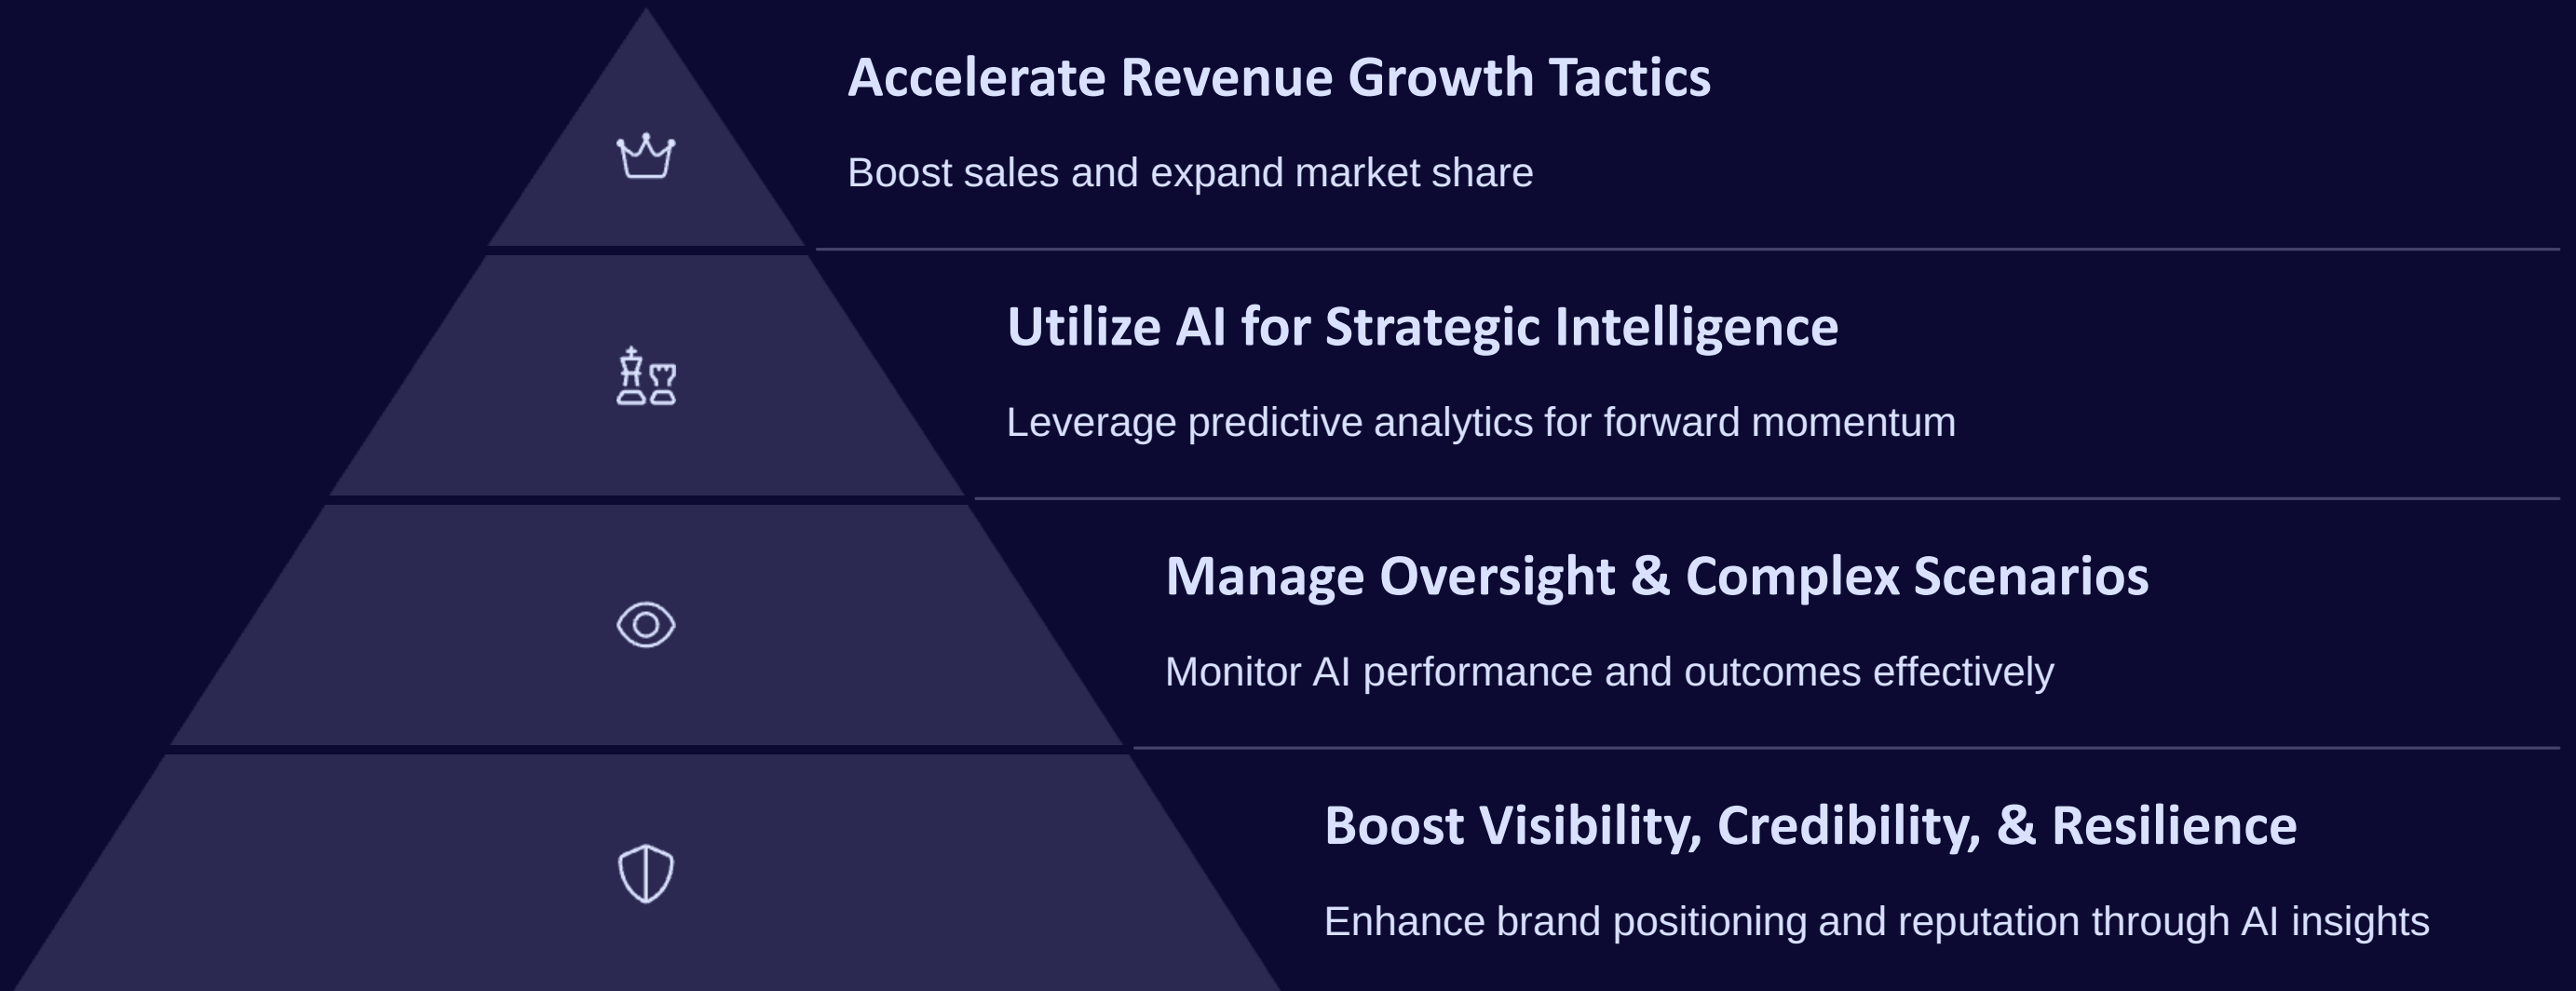 Accelerate Revenue Growth Tactics
Boost sales and expand market share
Utilize AI for Strategic Intelligence
Leverage predictive analytics for forward momentum
Manage Oversight & Complex Scenarios
Monitor AI performance and outcomes effectively
Boost Visibility, Credibility, & Resilience
Enhance brand positioning and reputation through AI insights